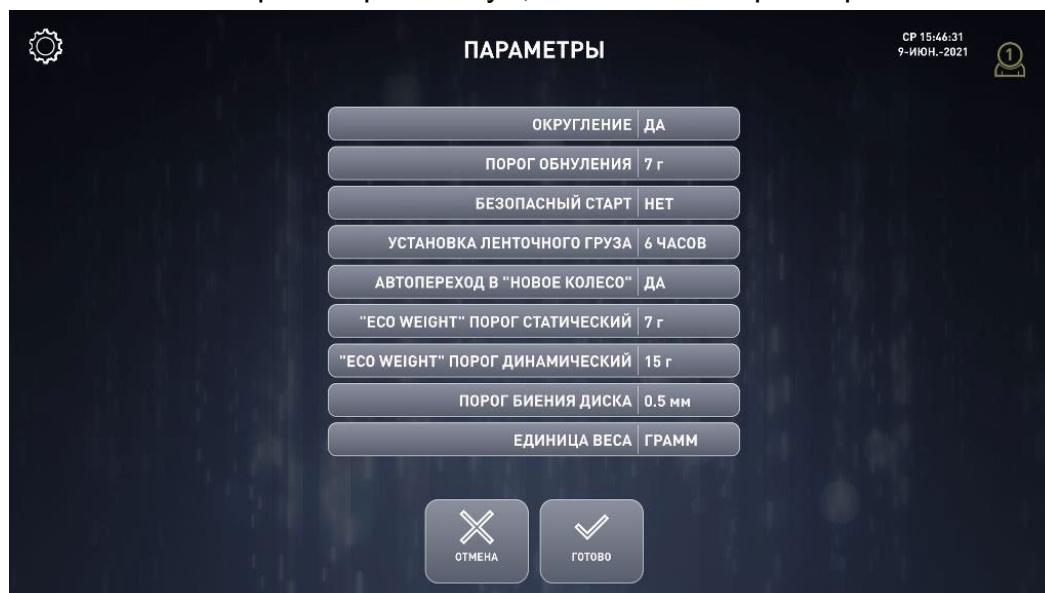 ПАРАМЕТРЫ
СР 15:46:31
9-ИЮН.-2021
1
ОКРУГЛЕНИЕ ДА
ПОРОГ ОБНУЛЕНИЯ 7 г
БЕЗОПАСНЫЙ СТАРТ НЕТ
УСТАНОВКА ЛЕНТОЧНОГО ГРУЗА 6 ЧАСОВ
АВТОПЕРЕХОД В "НОВОЕ КОЛЕСО" ДА
"ECO WEIGHT" ПОРОГ СТАТИЧЕСКИЙ 7 г
"ECO WEIGHT" ПОРОГ ДИНАМИЧЕСКИЙ 15 г
ПОРОГ БИЕНИЯ ДИСКА 0.5 мм
ЕДИНИЦА ВЕСА ГРАММ
ОТМЕНА
ГОТОВО